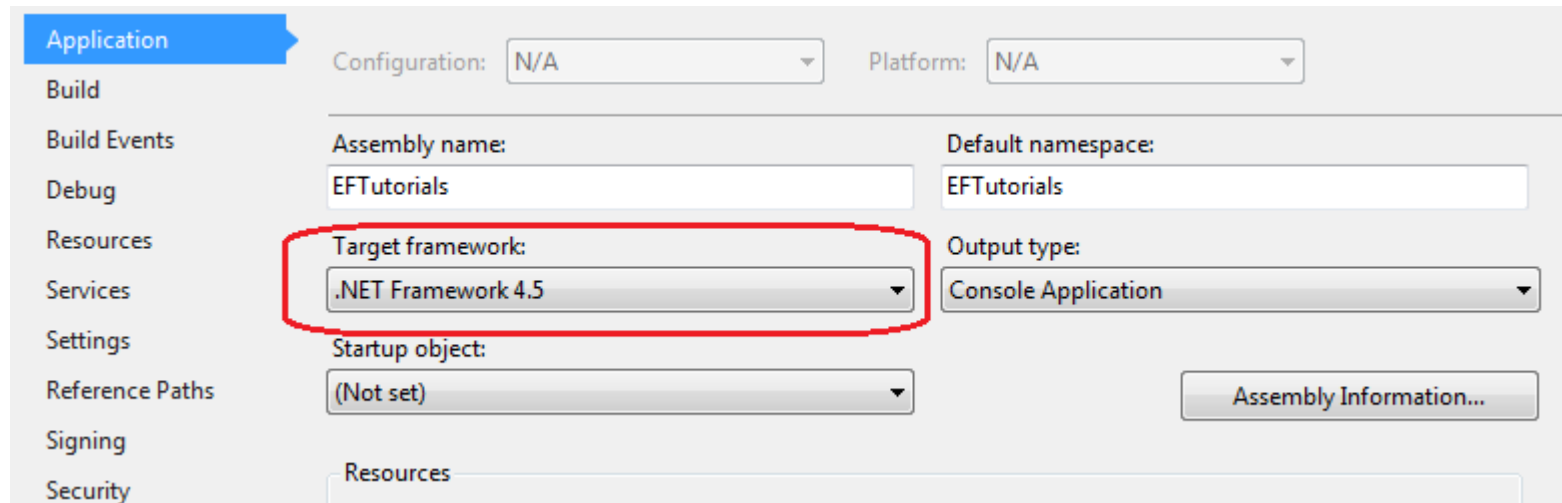 Application
Build
Build Events
Debug
Resources
Services
Settings
Reference Paths
Signing
Security
Configuration: N/A Platform: N/A
Assembly name: Default namespace:
EFTutorials EFTutorials
Target framework: Output type:
.NET Framework 4.5 Console Application
Startup object:
(Not set) Assembly Information...
Resources